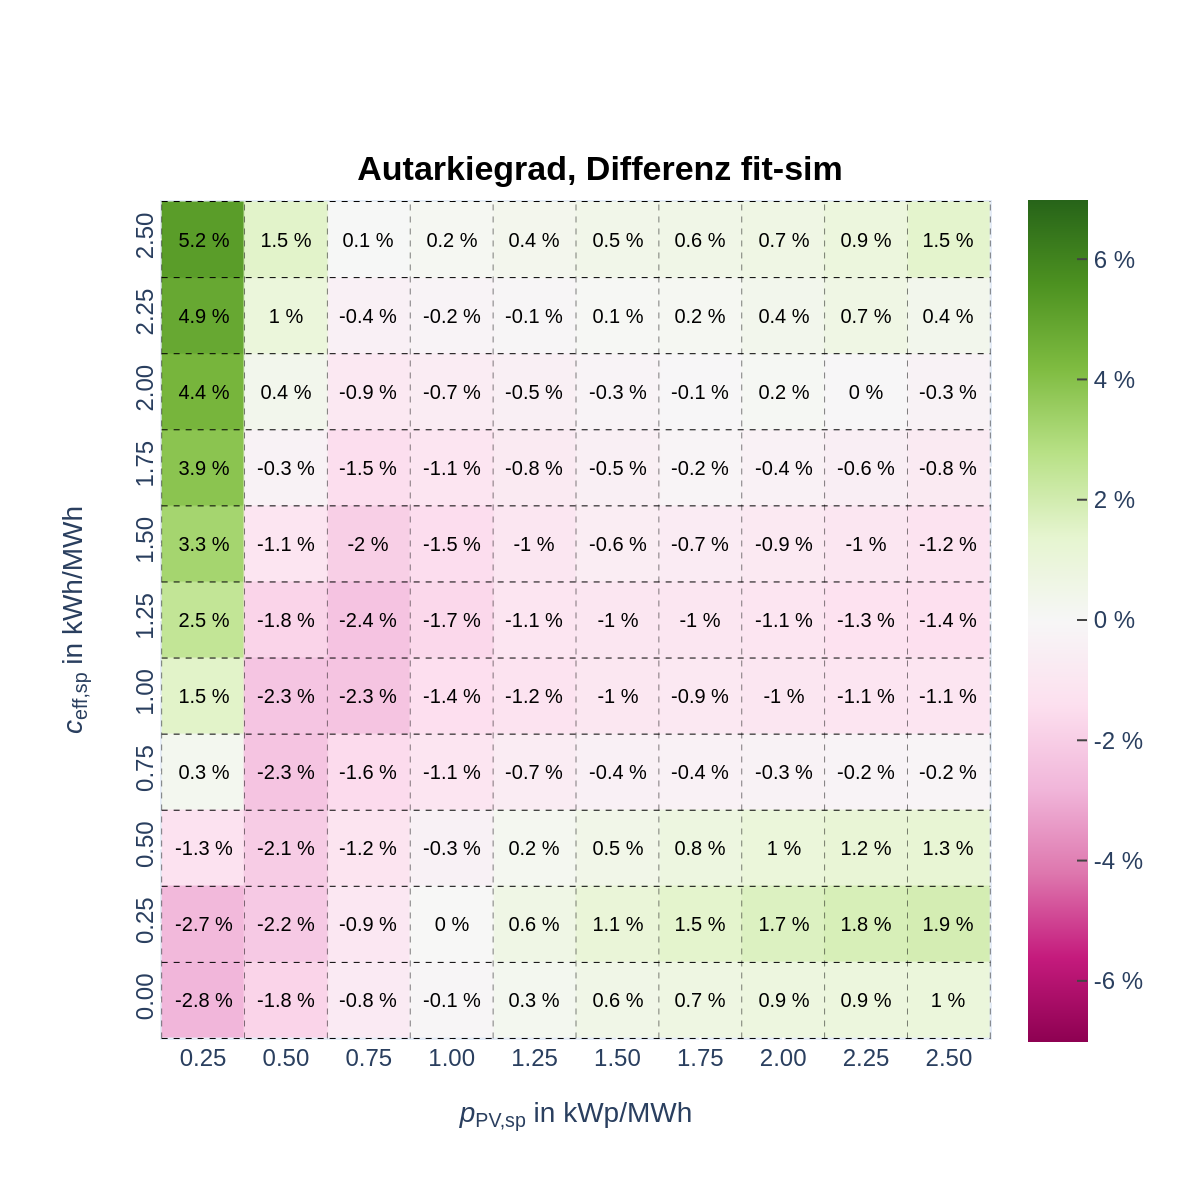 Autarkiegrad, Differenz fit-sim
2.50 5.2 % 1.5 % 0.1 % 0.2 % 0.4 % 0.5 % 0.6 % 0.7 % 0.9 % 1.5 %
2.25 4.9 % 1 % -0.4 % -0.2 % -0.1 % 0.1 % 0.2 % 0.4 % 0.7 % 0.4 %
2.00 4.4 % 0.4 % -0.9 % -0.7 % -0.5 % -0.3 % -0.1 % 0.2 % 0 % -0.3 %
1.75 3.9 % -0.3 % -1.5 % -1.1 % -0.8 % -0.5 % -0.2 % -0.4 % -0.6 % -0.8 %
1.50 3.3 % -1.1 % -2 % -1.5 % -1 % -0.6 % -0.7 % -0.9 % -1 % -1.2 %
1.25 2.5 % -1.8 % -2.4 % -1.7 % -1.1 % -1 % -1 % -1.1 % -1.3 % -1.4 %
1.00 1.5 % -2.3 % -2.3 % -1.4 % -1.2 % -1 % -0.9 % -1 % -1.1 % -1.1 %
0.75 0.3 % -2.3 % -1.6 % -1.1 % -0.7 % -0.4 % -0.4 % -0.3 % -0.2 % -0.2 %
0.50 -1.3 % -2.1 % -1.2 % -0.3 % 0.2 % 0.5 % 0.8 % 1 % 1.2 % 1.3 %
0.25 -2.7 % -2.2 % -0.9 % 0 % 0.6 % 1.1 % 1.5 % 1.7 % 1.8 % 1.9 %
0.00 -2.8 % -1.8 % -0.8 % -0.1 % 0.3 % 0.6 % 0.7 % 0.9 % 0.9 % 1 %
0.25 0.50 0.75 1.00 1.25 1.50 1.75 2.00 2.25 2.50
pPV,sp in kWp/MWh
ceff,sp in kWh/MWh
6 %
4 %
2 %
0 %
-2 %
-4 %
-6 %